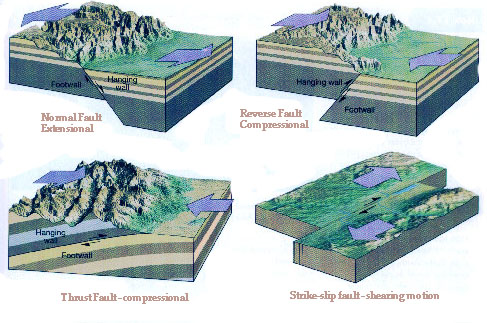 Footwall
Hanging
wall
Normal Fault
Extensional
Hanging wall
Footwall
Reverse Fault
Compressional
Hanging
wall
Footwall
Thrust Fault-compressional
Strike-slip fault-shearing motion